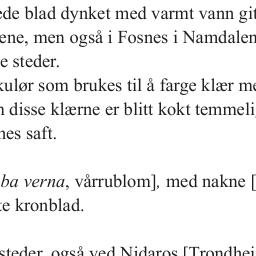 ede blad dynket med varmt vann git
ene, men også i Fosnes i Namdalen
e steder.
kulør som brukes til å farge klær me
n disse klærne er blitt kokt temmeli
nes saft.
ba verna, vårrublom], med nakne [
te kronblad.
steder, også ved Nidaros [Trondhei